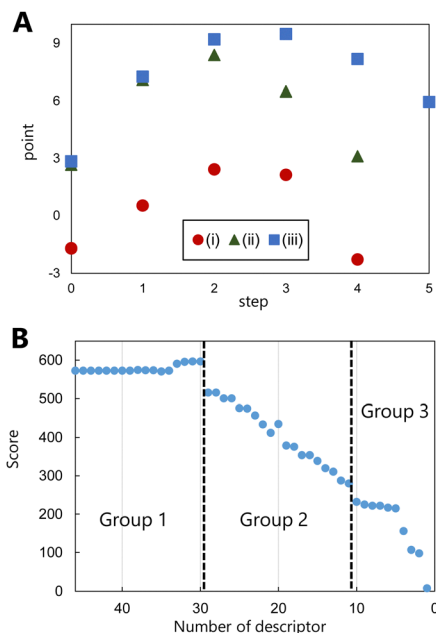 A
9
6
3
0
-3
point
0 1 2 3 4 5
step
(i) (ii) (iii)
B
600
500
400
300
200
100
0
Score
Group 1
Group 2
Group 3
40 30 20 10 0
Number of descriptor